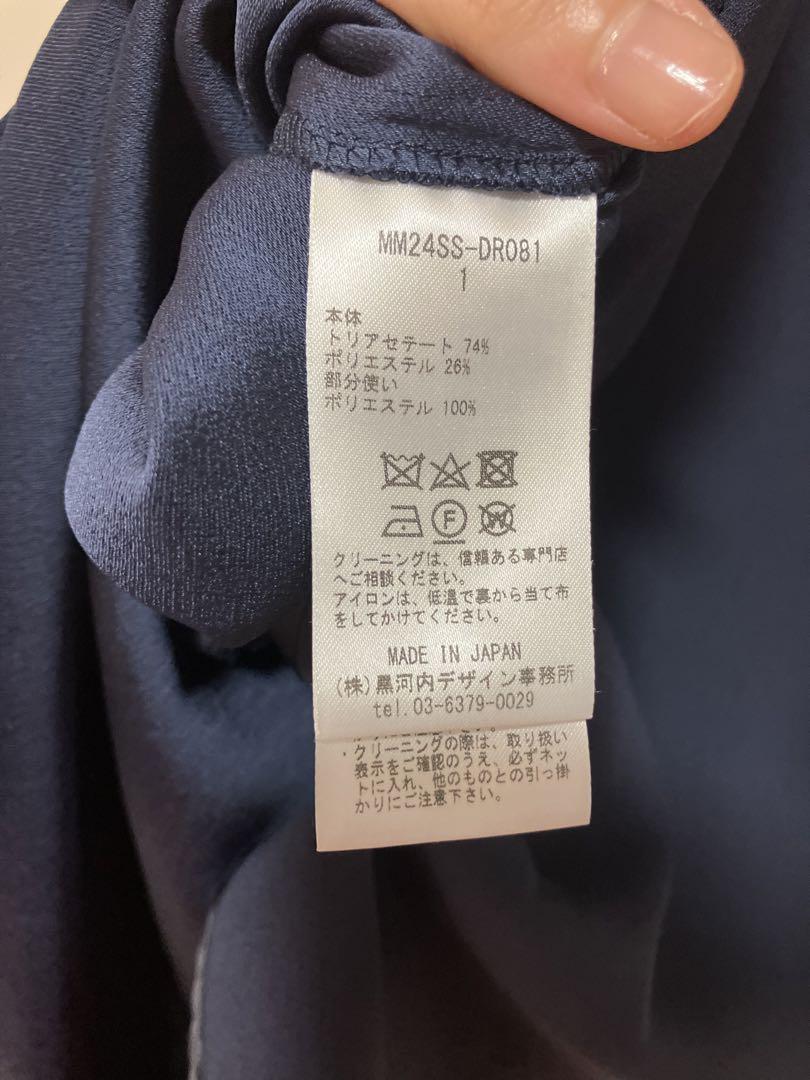 MM24SS-DR081
1
本体
トリアセテート 74%
ポリエステル 26%
部分使い
ポリエステル 100%
F
W
クリーニングは、信頼ある専門店
へご相談ください。
アイロンは、低温で裏から当て布
をしてかけてください。
MADE IN JAPAN
(株)黒河内デザイン事務所
tel.03-6379-0029
・クリーニングの際は、取り扱い
表示をご確認のうえ、必ずネッ
トに入れ、他のものとの引っ掛
かりにご注意下さい。